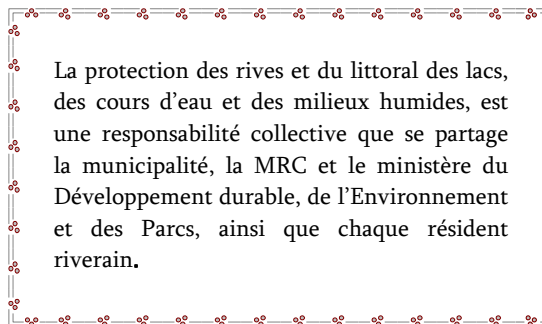 La protection des rives et du littoral des lacs,
des cours d'eau et des milieux humides, est
une responsabilité collective que se partage
la municipalité, la MRC et le ministère du
Développement durable, de l'Environnement
et des Parcs, ainsi que chaque résident
riverain.